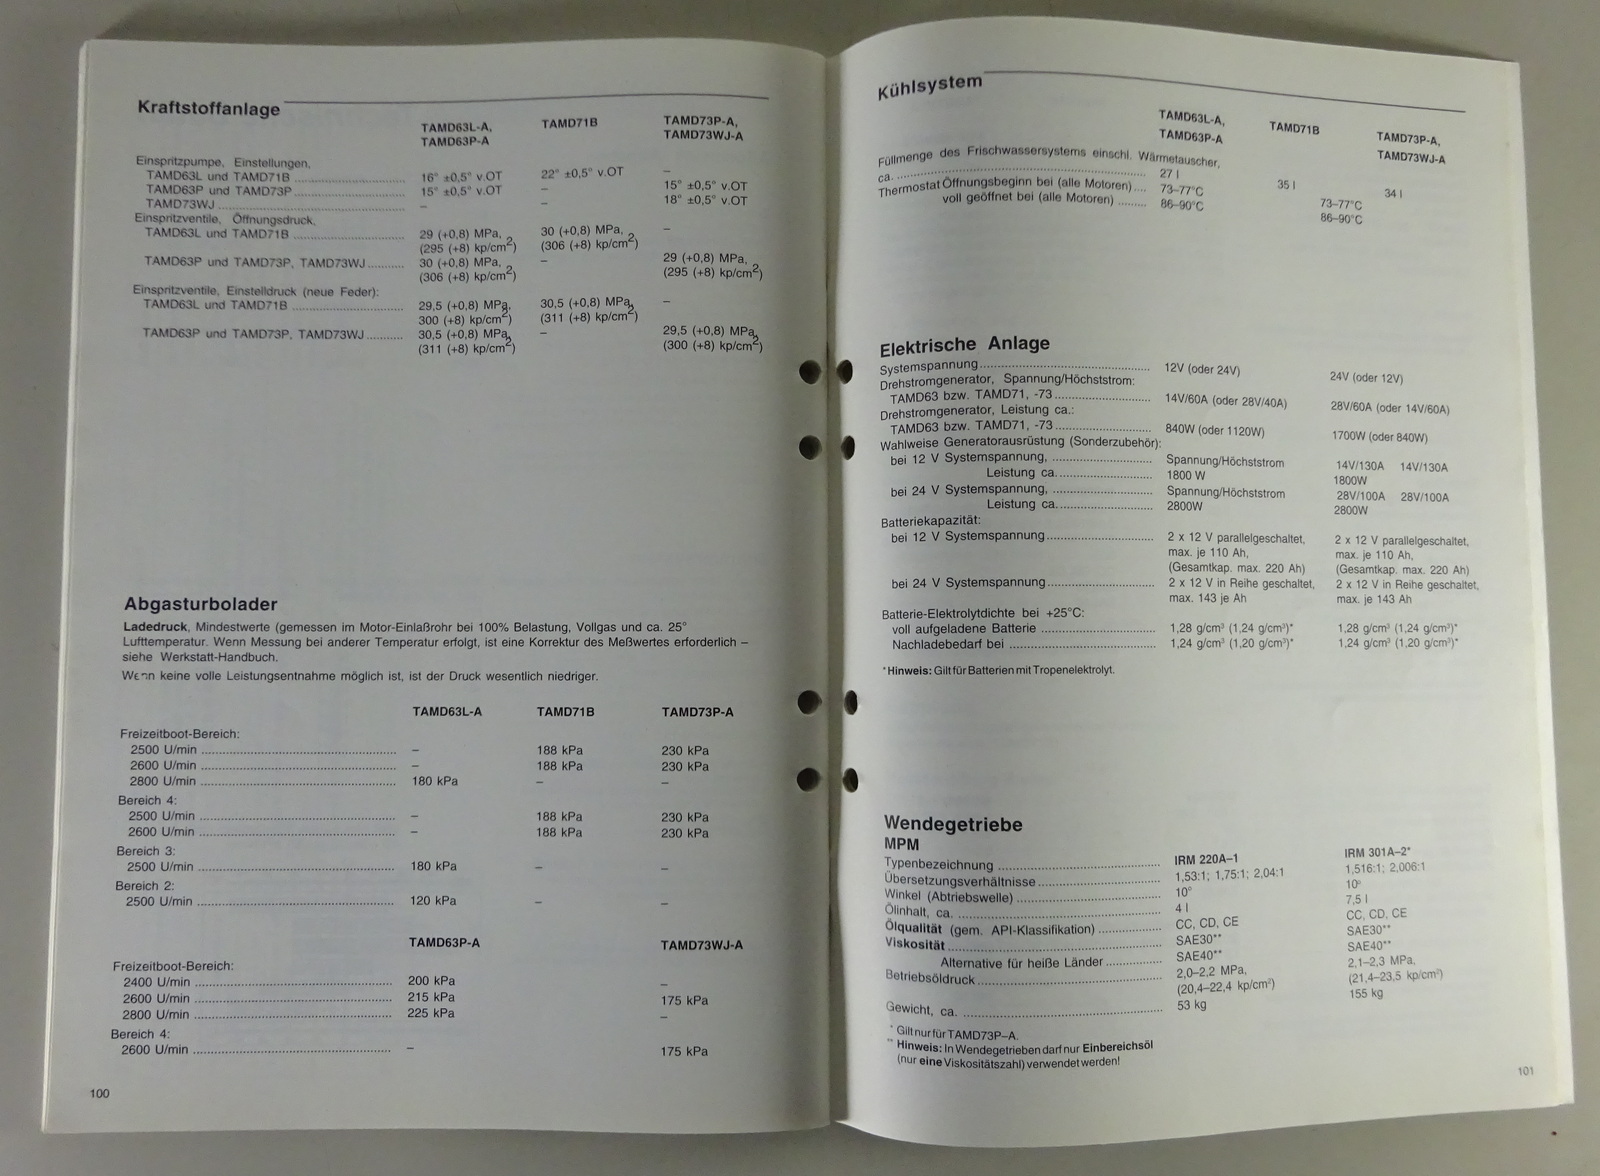 Kraftstoffanlage
TAMD63L-A, TAMD71B TAMD73P-A,
TAMD63P-A TAMD73WJ-A
Einspritzpumpe, Einstellungen,
TAMD63L und TAMD71B 16° ±0,5° v.OT 22° ±0,5° v.OT –
TAMD63P und TAMD73P 15° ±0,5° v.OT – 15° ±0,5° v.OT
TAMD73WJ – – 18° ±0,5° v.OT
Einspritzventile, Öffnungsdruck,
TAMD63L und TAMD71B 29 (+0,8) MPa, 30 (+0,8) MPa, –
(295 (+8) kp/cm²) (306 (+8) kp/cm²)
TAMD63P und TAMD73P, TAMD73WJ 30 (+0,8) MPa, – 29 (+0,8) MPa,
(306 (+8) kp/cm²) (295 (+8) kp/cm²)
Einspritzventile, Einstelldruck (neue Feder):
TAMD63L und TAMD71B 29,5 (+0,8) MPa, 30,5 (+0,8) MPa, –
300 (+8) kp/cm²) (311 (+8) kp/cm²)
TAMD63P und TAMD73P, TAMD73WJ 30,5 (+0,8) MPa, – 29,5 (+0,8) MPa,
(311 (+8) kp/cm²) (300 (+8) kp/cm²)
Abgasturbolader
Ladedruck, Mindestwerte (gemessen im Motor-Einlaßrohr bei 100% Belastung, Vollgas und ca. 25°
Lufttemperatur. Wenn Messung bei anderer Temperatur erfolgt, ist eine Korrektur des Meßwertes erforderlich –
siehe Werkstatt-Handbuch.
Wenn keine volle Leistungsentnahme möglich ist, ist der Druck wesentlich niedriger.
TAMD63L-A TAMD71B TAMD73P-A
Freizeitboot-Bereich:
2500 U/min – 188 kPa 230 kPa
2600 U/min – 188 kPa 230 kPa
2800 U/min 180 kPa – –
Bereich 4:
2500 U/min – 188 kPa 230 kPa
2600 U/min – 188 kPa 230 kPa
Bereich 3:
2500 U/min 180 kPa – –
Bereich 2:
2500 U/min 120 kPa – –
TAMD63P-A TAMD73WJ-A
Freizeitboot-Bereich:
2400 U/min 200 kPa –
2600 U/min 215 kPa 175 kPa
2800 U/min 225 kPa –
Bereich 4:
2600 U/min – 175 kPa
100
Kühlsystem
TAMD63L-A, TAMD71B TAMD73P-A,
TAMD63P-A TAMD73WJ-A
Füllmenge des Frischwassersystems einschl. Wärmetauscher,
ca. 27 l 35 l 34 l
Thermostat Öffnungsbeginn bei (alle Motoren) 73–77°C 73–77°C
voll geöffnet bei (alle Motoren) 86–90°C 86–90°C
Elektrische Anlage
Systemspannung 12V (oder 24V) 24V (oder 12V)
Drehstromgenerator, Spannung/Höchststrom:
TAMD63 bzw. TAMD71, -73 14V/60A (oder 28V/40A) 28V/60A (oder 14V/60A)
Drehstromgenerator, Leistung ca.:
TAMD63 bzw. TAMD71, -73 840W (oder 1120W) 1700W (oder 840W)
Wahlweise Generatorausrüstung (Sonderzubehör):
bei 12 V Systemspannung, Spannung/Höchststrom 14V/130A 14V/130A
Leistung ca. 1800 W 1800W
bei 24 V Systemspannung, Spannung/Höchststrom 28V/100A 28V/100A
Leistung ca. 2800W 2800W
Batteriekapazität:
bei 12 V Systemspannung 2 x 12 V parallelgeschaltet, 2 x 12 V parallelgeschaltet,
max. je 110 Ah, max. je 110 Ah,
(Gesamtkap. max. 220 Ah) (Gesamtkap. max. 220 Ah)
bei 24 V Systemspannung 2 x 12 V in Reihe geschaltet, 2 x 12 V in Reihe geschaltet,
max. 143 je Ah max. je 143 Ah
Batterie-Elektrolytdichte bei +25°C:
voll aufgeladene Batterie 1,28 g/cm³ (1,24 g/cm³)* 1,28 g/cm³ (1,24 g/cm³)*
Nachladebedarf bei 1,24 g/cm³ (1,20 g/cm³)* 1,24 g/cm³ (1,20 g/cm³)*
*Hinweis: Gilt für Batterien mit Tropenelektrolyt.
Wendegetriebe
MPM
Typenbezeichnung IRM 220A–1 IRM 301A–2*
Übersetzungsverhältnisse 1,53:1; 1,75:1; 2,04:1 1,516:1; 2,006:1
Winkel (Abtriebswelle) 10° 10°
Ölinhalt, ca. 4 l 7,5 l
Ölqualität (gem. API-Klassifikation) CC, CD, CE CC, CD, CE
Viskosität SAE30** SAE30**
Alternative für heiße Länder SAE40** SAE40**
Betriebsöldruck 2,0–2,2 MPa, 2,1–2,3 MPa,
(20,4–22,4 kp/cm²) (21,4–23,5 kp/cm²)
Gewicht, ca. 53 kg 155 kg
* Gilt nur für TAMD73P–A.
** Hinweis: In Wendegetrieben darf nur Einbereichsöl
(nur eine Viskositätszahl) verwendet werden!
101